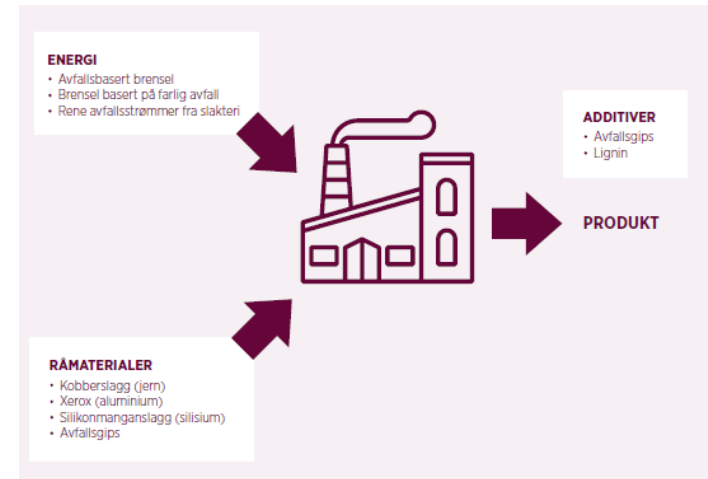 ENERGI
• Avfallsbasert brensel
• Brensel basert på farlig avfall
• Rene avfallsstrømmer fra slakteri
ADDITIVER
• Avfallsgips
• Lignin
PRODUKT
RÅMATERIALER
• Kobberslagg (jern)
• Xerox (aluminium)
• Silikonmanganslagg (silisium)
• Avfallsgips